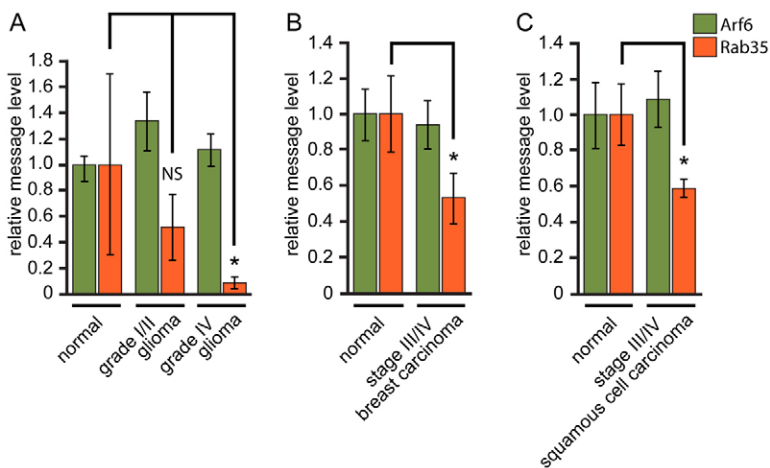 A
relative message level
1.8
1.6
1.4
1.2
1.0
0.8
0.6
0.4
0.2
0
NS
*
normal
grade I/II
glioma
grade IV
glioma
B
relative message level
1.4
1.2
1.0
0.8
0.6
0.4
0.2
0
*
normal
stage III/IV
breast carcinoma
C
relative message level
1.4
1.2
1.0
0.8
0.6
0.4
0.2
0
*
normal
stage III/IV
squamous cell carcinoma
Arf6
Rab35